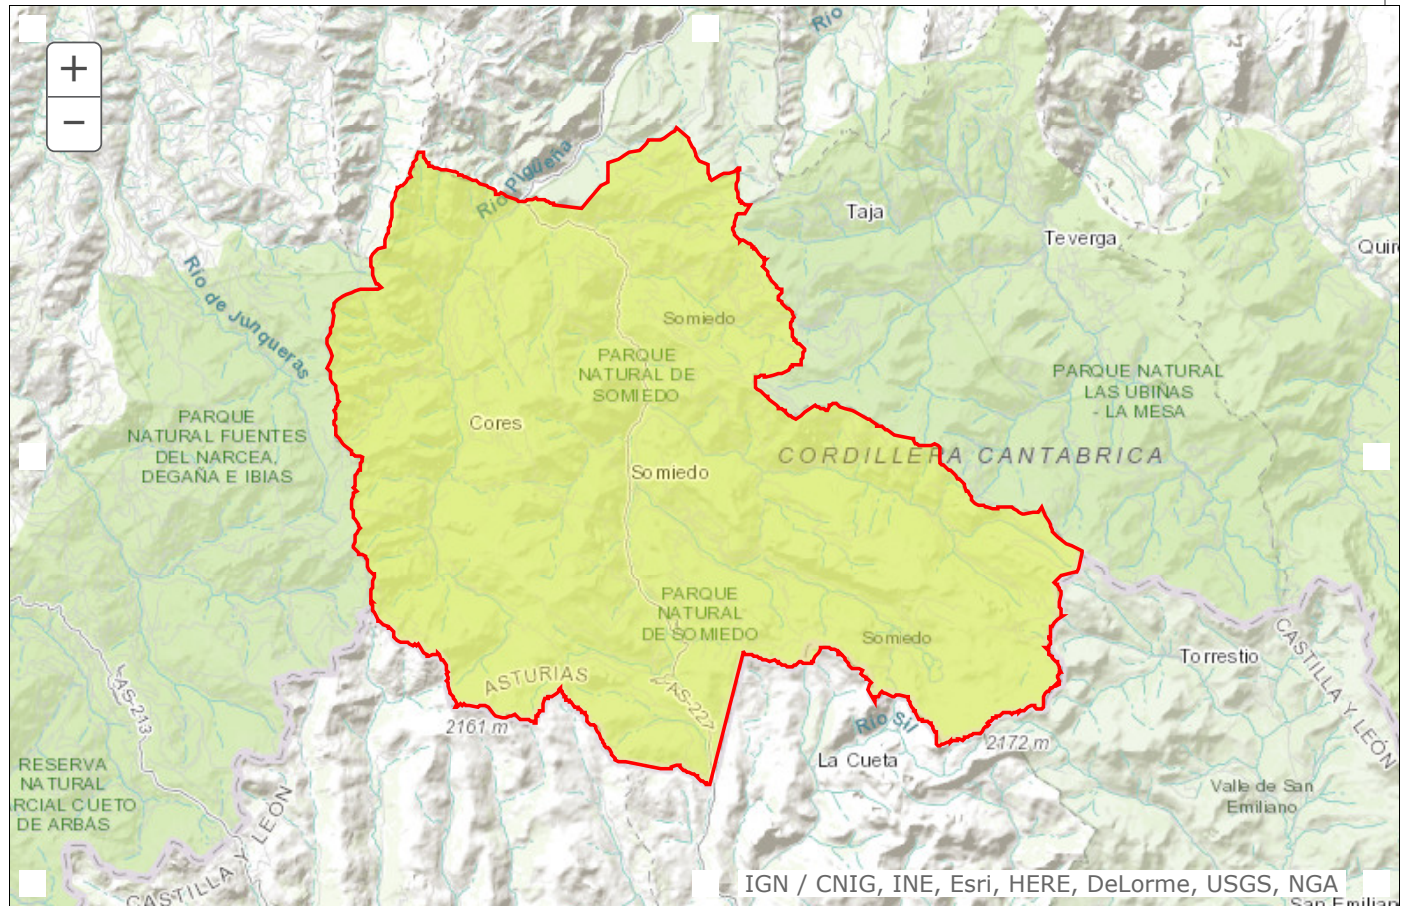 Río
+
−
Río Pigüeña
Taja
Teverga
Río de Junqueras
Somiedo
PARQUE
NATURAL DE
SOMIEDO
PARQUE NATURAL
LAS UBIÑAS
- LA MESA
PARQUE
NATURAL FUENTES
DEL NARCEA,
DEGAÑA E IBIAS
Cores
CORDILLERA CANTABRICA
Somiedo
PARQUE
NATURAL
DE SOMIEDO
Somiedo
Torrestio
CASTILLA Y LEÓN
ASTURIAS
AS-213
AS-227
2161 m
Río Sil
2172 m
La Cueta
RESERVA
NATURAL
RCIAL CUETO
DE ARBAS
Valle de San
Emiliano
CASTILLA Y LEÓN
IGN / CNIG, INE, Esri, HERE, DeLorme, USGS, NGA